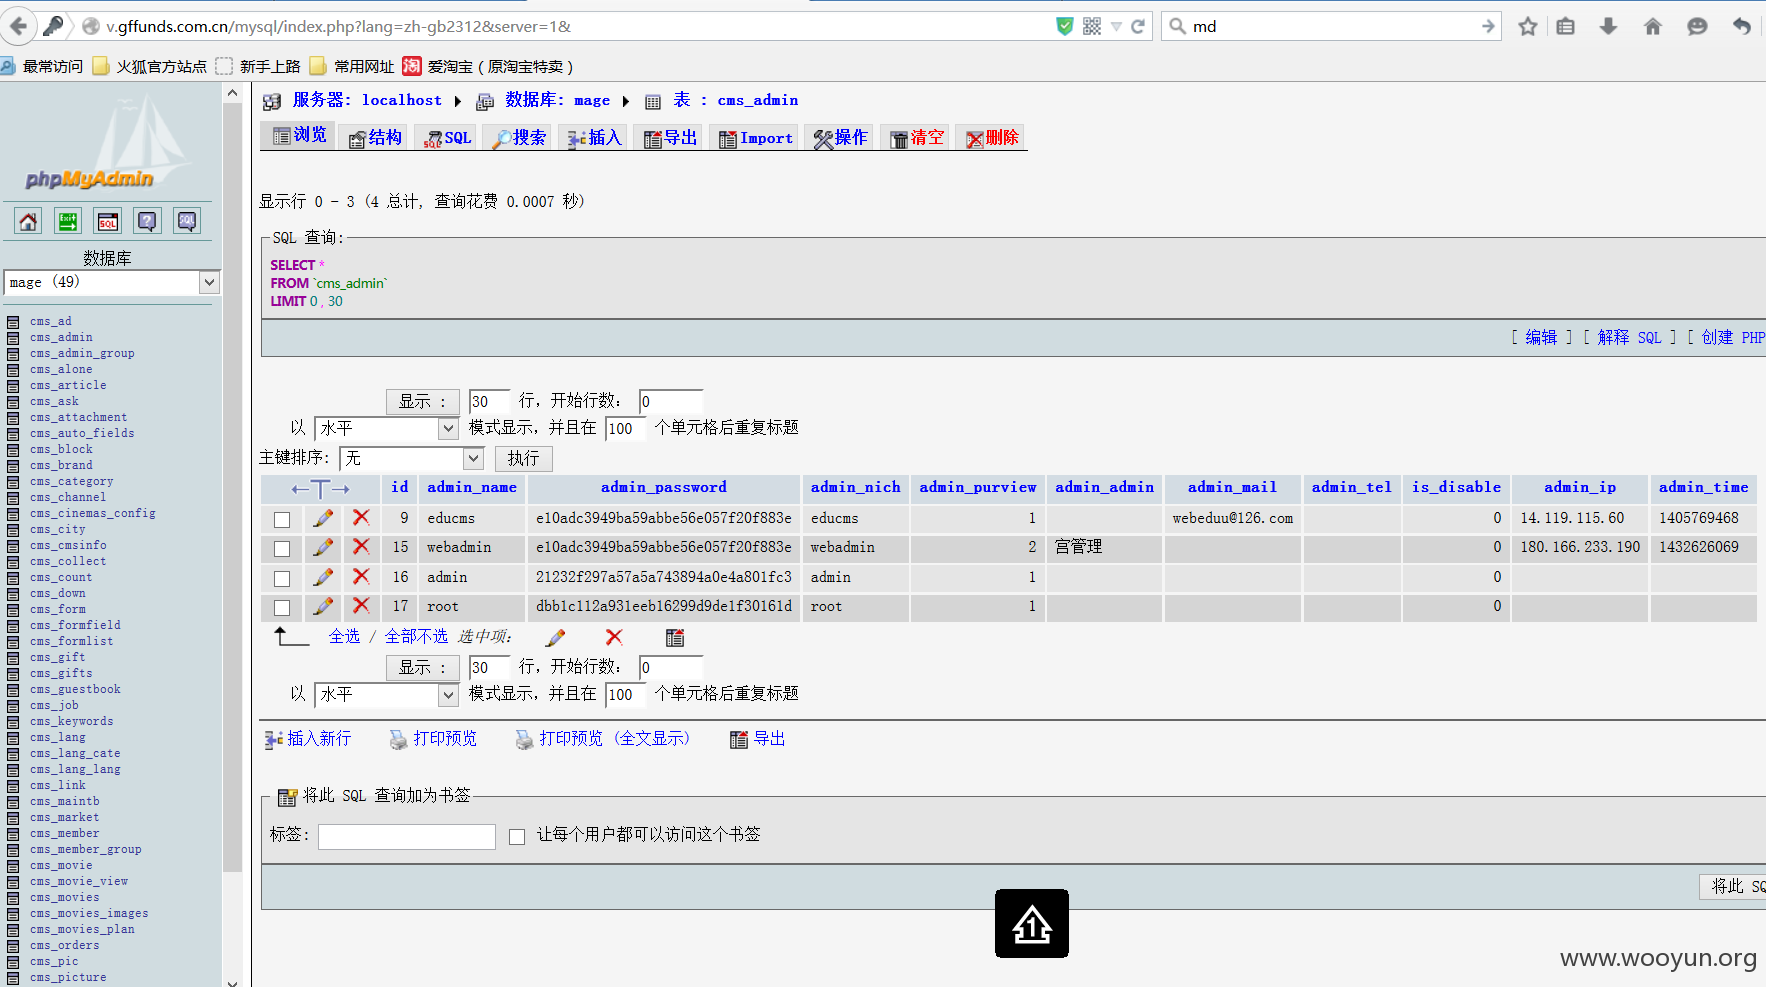 v.gffunds.com.cn/mysql/index.php?lang=zh-gb2312&server=1&
md
最常访问 火狐官方站点 新手上路 常用网址 淘 爱淘宝（原淘宝特卖）
phpMyAdmin
Exit SQL ? SQL
数据库
mage (49)
cms_ad
cms_admin
cms_admin_group
cms_alone
cms_article
cms_ask
cms_attachment
cms_auto_fields
cms_block
cms_brand
cms_category
cms_channel
cms_cinemas_config
cms_city
cms_cmsinfo
cms_collect
cms_count
cms_down
cms_form
cms_formfield
cms_formlist
cms_gift
cms_gifts
cms_guestbook
cms_job
cms_keywords
cms_lang
cms_lang_cate
cms_lang_lang
cms_link
cms_maintb
cms_market
cms_member
cms_member_group
cms_movie
cms_movie_view
cms_movies
cms_movies_images
cms_movies_plan
cms_orders
cms_pic
cms_picture
服务器: localhost 数据库: mage 表 : cms_admin
浏览 结构 SQL 搜索 插入 导出 Import 操作 清空 删除
显示行 0 - 3 (4 总计, 查询花费 0.0007 秒)
SQL 查询:
SELECT *
FROM `cms_admin`
LIMIT 0 , 30
[ 编辑 ] [ 解释 SQL ] [ 创建 PHP
显示 : 30 行, 开始行数: 0
以 水平 模式显示, 并且在 100 个单元格后重复标题
主键排序: 无 执行
←T→ id admin_name admin_password admin_nich admin_purview admin_admin admin_mail admin_tel is_disable admin_ip admin_time
9 educms e10adc3949ba59abbe56e057f20f883e educms 1 webeduu@126.com 0 14.119.115.60 1405769468
15 webadmin e10adc3949ba59abbe56e057f20f883e webadmin 2 宫管理 0 180.166.233.190 1432626069
16 admin 21232f297a57a5a743894a0e4a801fc3 admin 1 0
17 root dbb1c112a931eeb16299d9de1f30161d root 1 0
全选 / 全部不选 选中项:
显示 : 30 行, 开始行数: 0
以 水平 模式显示, 并且在 100 个单元格后重复标题
插入新行 打印预览 打印预览 (全文显示) 导出
将此 SQL 查询加为书签
标签: 让每个用户都可以访问这个书签
将此 SQ
1
www.wooyun.org